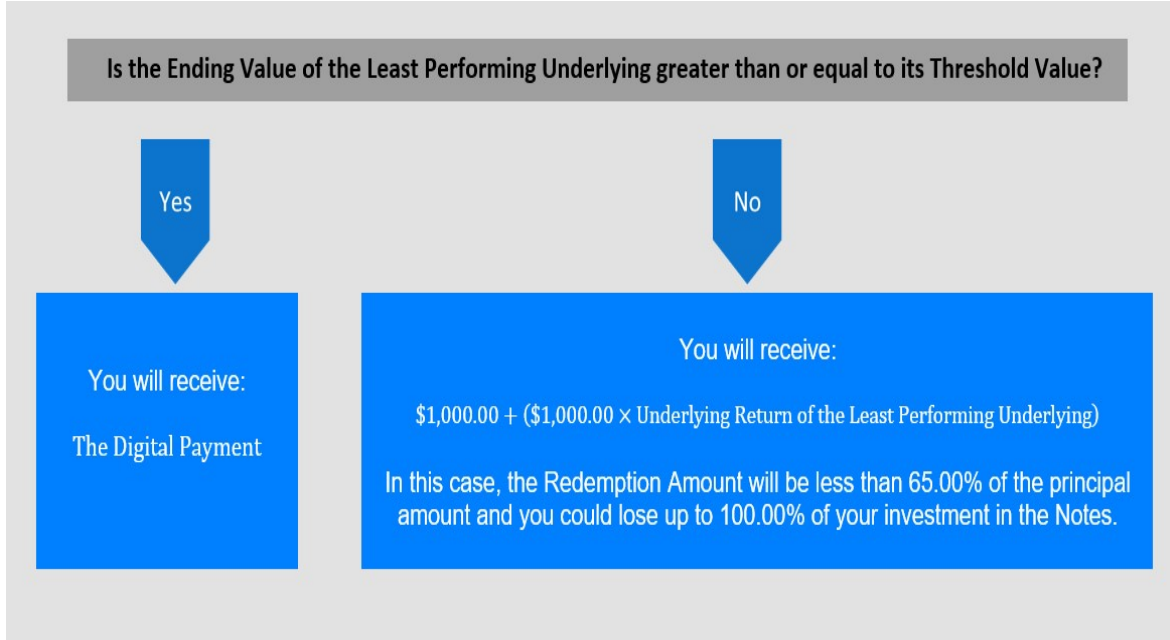 Is the Ending Value of the Least Performing Underlying greater than or equal to its Threshold Value?
Yes
No
You will receive:
The Digital Payment
You will receive:
$1,000.00 + ($1,000.00 × Underlying Return of the Least Performing Underlying)
In this case, the Redemption Amount will be less than 65.00% of the principal
amount and you could lose up to 100.00% of your investment in the Notes.